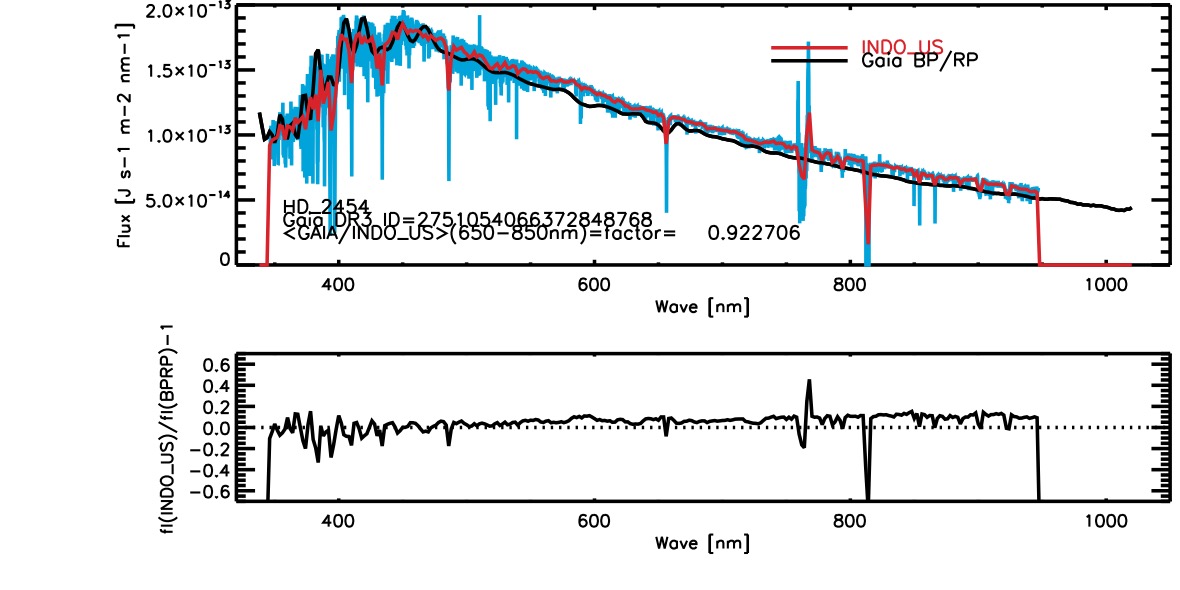 2.0×10−13
1.5×10−13
1.0×10−13
5.0×10−14
0
Flux [J s−1 m−2 nm−1]
INDO_US
Gaia BP/RP
HD_2454
Gaia DR3 ID=2751054066372848768
<GAIA/INDO_US>(650−850nm)=factor= 0.922706
400 600 800 1000
Wave [nm]
fl(INDO_US)/fl(BPRP)−1
0.6
0.4
0.2
0.0
−0.2
−0.4
−0.6
400 600 800 1000
Wave [nm]